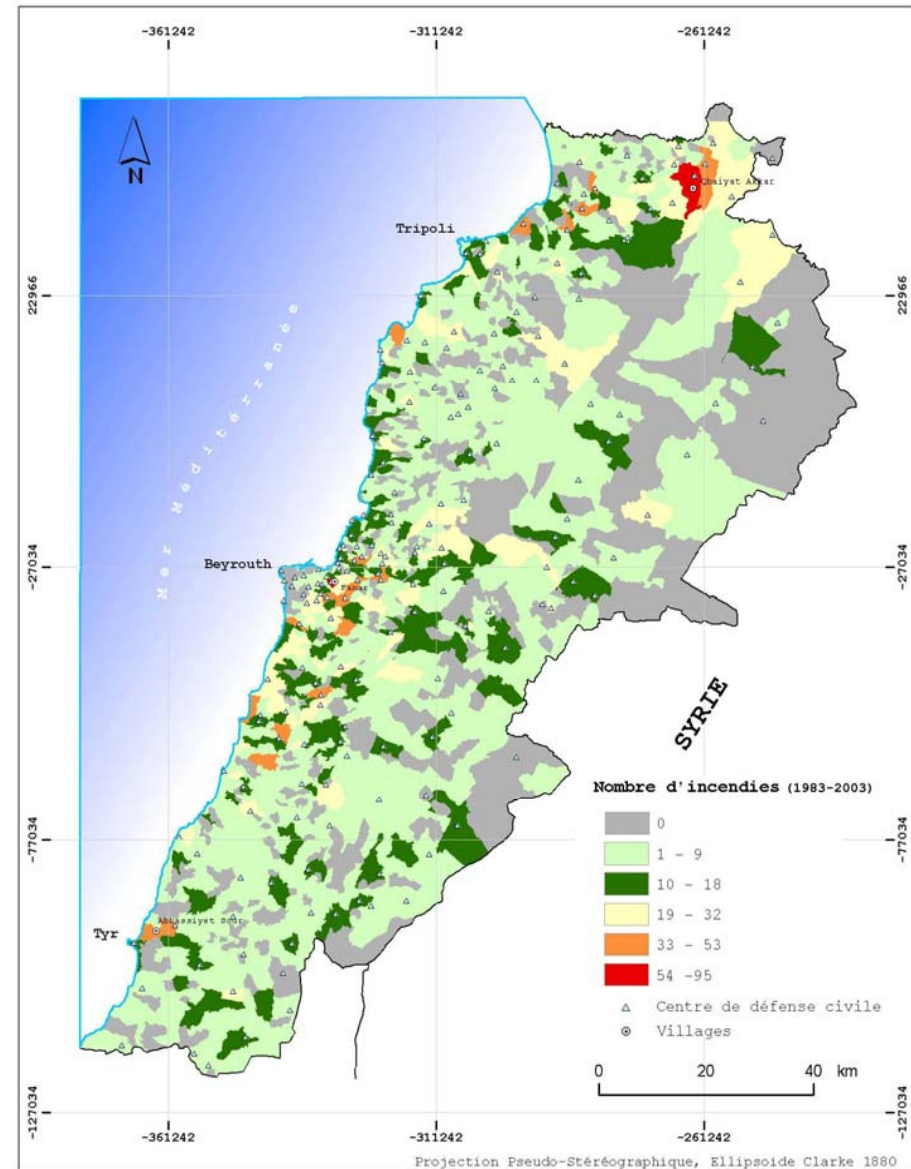 -361242
-311242
-261242
N
Qbaiyat Akkar
Tripoli
22966
22966
Mer Méditérranée
Beyrouth
-27034
-27034
Fanar
SYRIE
Nombre d'incendies (1983-2003)
0
1 - 9
10 - 18
19 - 32
33 - 53
54 -95
Centre de défense civile
Villages
-77034
-77034
Abbassiyet Sour
Tyr
0
20
40
km
-127034
-127034
-361242
-311242
-261242
Projection Pseudo-Stéréographique, Ellipsoide Clarke 1880